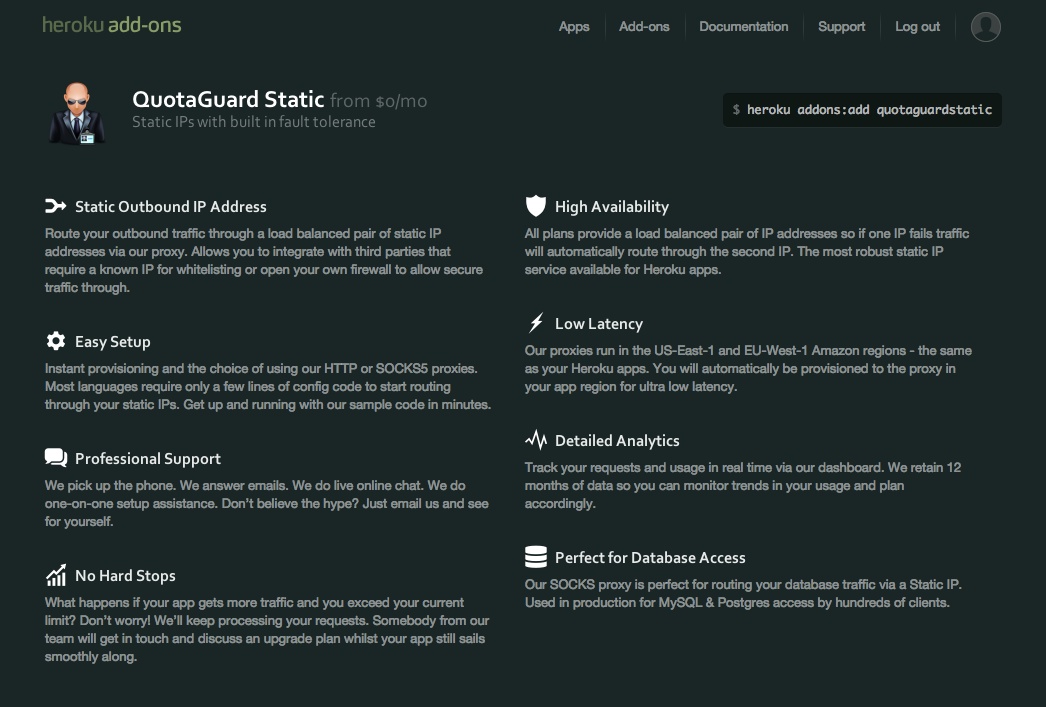 heroku add-ons
Apps
Add-ons
Documentation
Support
Log out
QuotaGuard Static from $0/mo
Static IPs with built in fault tolerance
$ heroku addons:add quotaguardstatic
Static Outbound IP Address
Route your outbound traffic through a load balanced pair of static IP
addresses via our proxy. Allows you to integrate with third parties that
require a known IP for whitelisting or open your own firewall to allow secure
traffic through.
Easy Setup
Instant provisioning and the choice of using our HTTP or SOCKS5 proxies.
Most languages require only a few lines of config code to start routing
through your static IPs. Get up and running with our sample code in minutes.
Professional Support
We pick up the phone. We answer emails. We do live online chat. We do
one-on-one setup assistance. Don't believe the hype? Just email us and see
for yourself.
No Hard Stops
What happens if your app gets more traffic and you exceed your current
limit? Don't worry! We'll keep processing your requests. Somebody from our
team will get in touch and discuss an upgrade plan whilst your app still sails
smoothly along.
High Availability
All plans provide a load balanced pair of IP addresses so if one IP fails traffic
will automatically route through the second IP. The most robust static IP
service available for Heroku apps.
Low Latency
Our proxies run in the US-East-1 and EU-West-1 Amazon regions - the same
as your Heroku apps. You will automatically be provisioned to the proxy in
your app region for ultra low latency.
Detailed Analytics
Track your requests and usage in real time via our dashboard. We retain 12
months of data so you can monitor trends in your usage and plan
accordingly.
Perfect for Database Access
Our SOCKS proxy is perfect for routing your database traffic via a Static IP.
Used in production for MySQL & Postgres access by hundreds of clients.